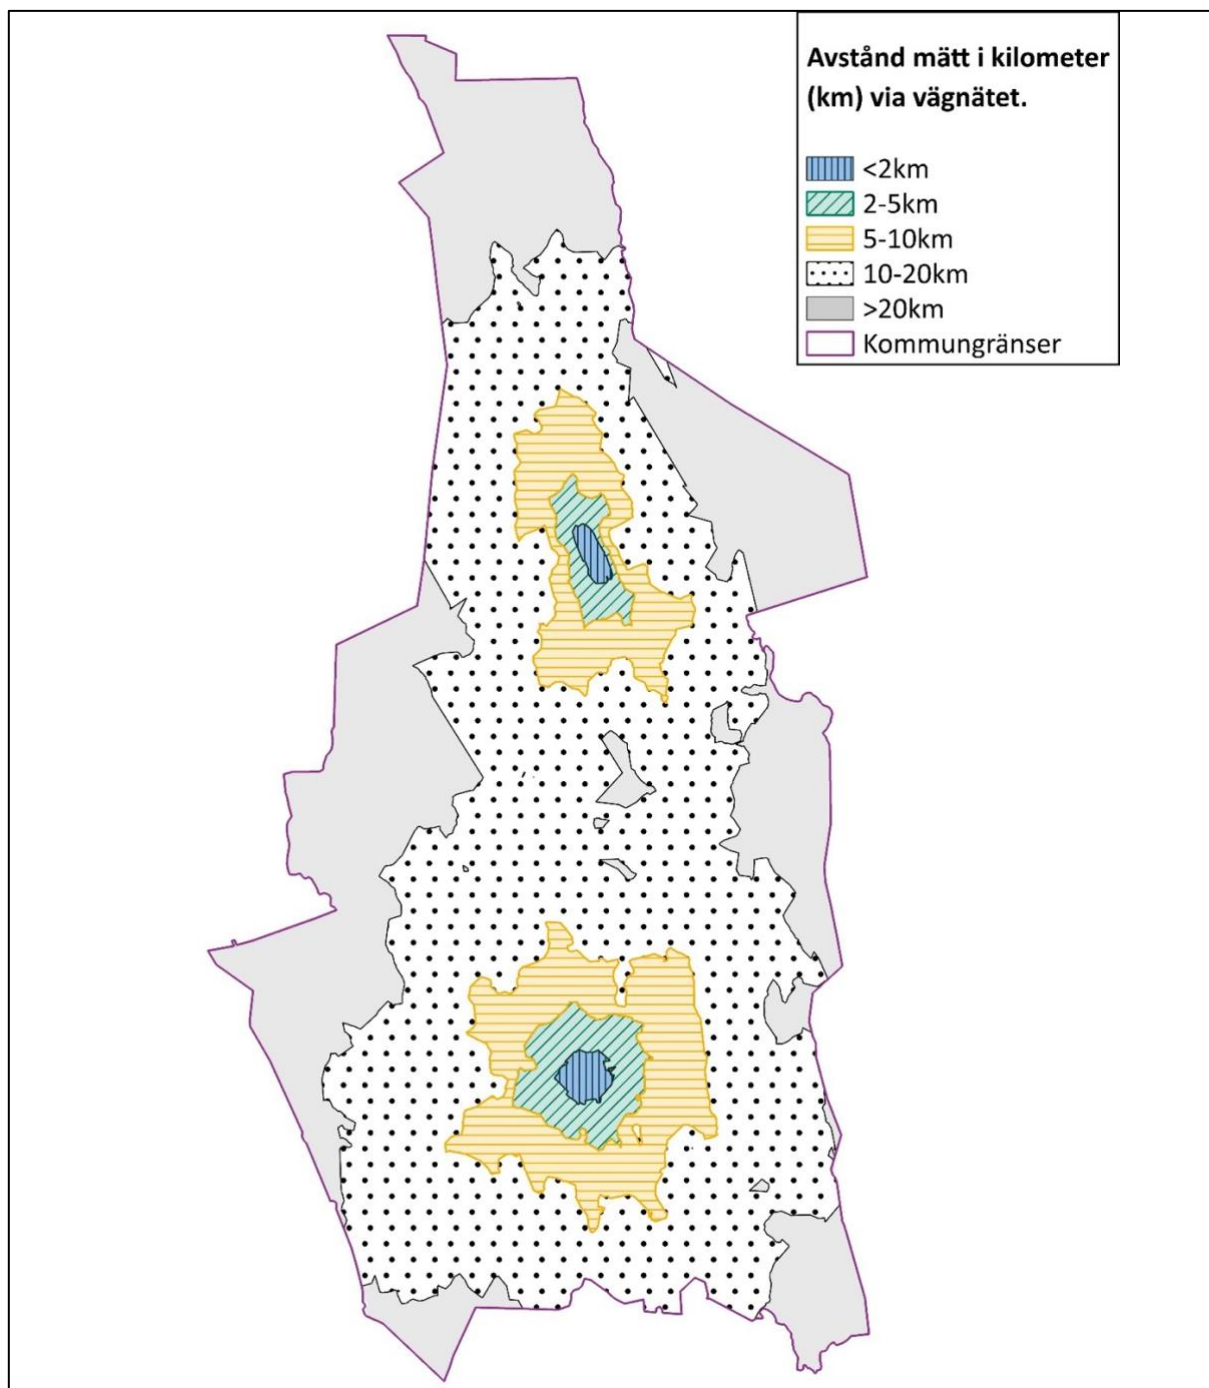 Avstånd mätt i kilometer
(km) via vägnätet.
<2km
2-5km
5-10km
10-20km
>20km
Kommungränser